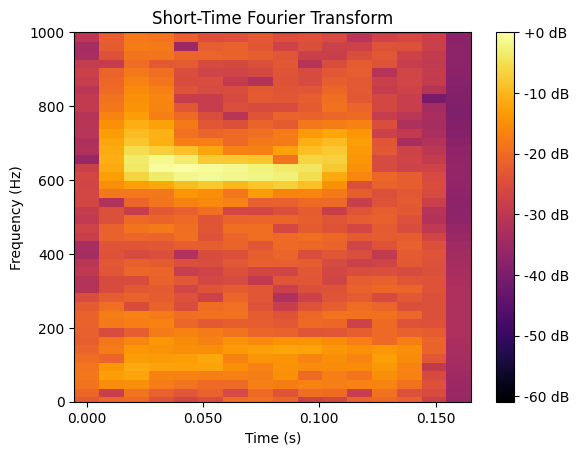 Short-Time Fourier Transform
1000
800
600
400
200
0
Frequency (Hz)
0.000
0.050
0.100
0.150
Time (s)
+0 dB
-10 dB
-20 dB
-30 dB
-40 dB
-50 dB
-60 dB